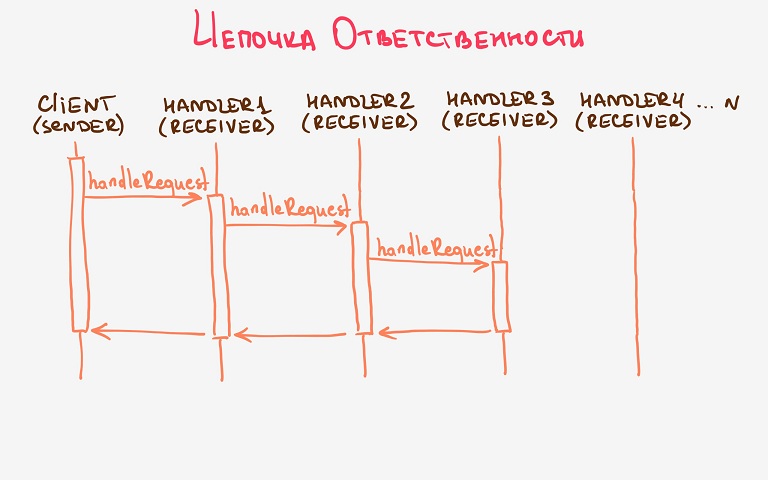 Цепочка Ответственности
CLiENT HANDLER1 HANDLER2 HANDLER3 HANDLER4 ... N
(SENDER) (RECEIVER) (RECEIVER) (RECEIVER) (RECEIVER)
handleRequest
handleRequest
handleRequest